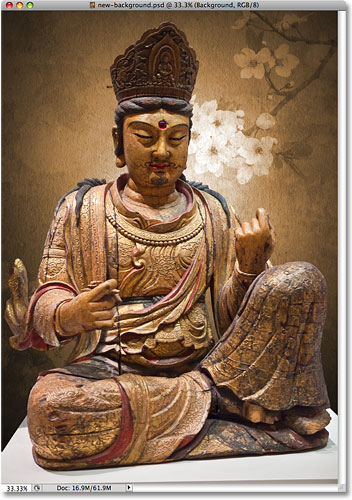 new-background.psd @ 33.3% (Background, RGB/8)
33.33%
Doc: 16.9M/61.9M